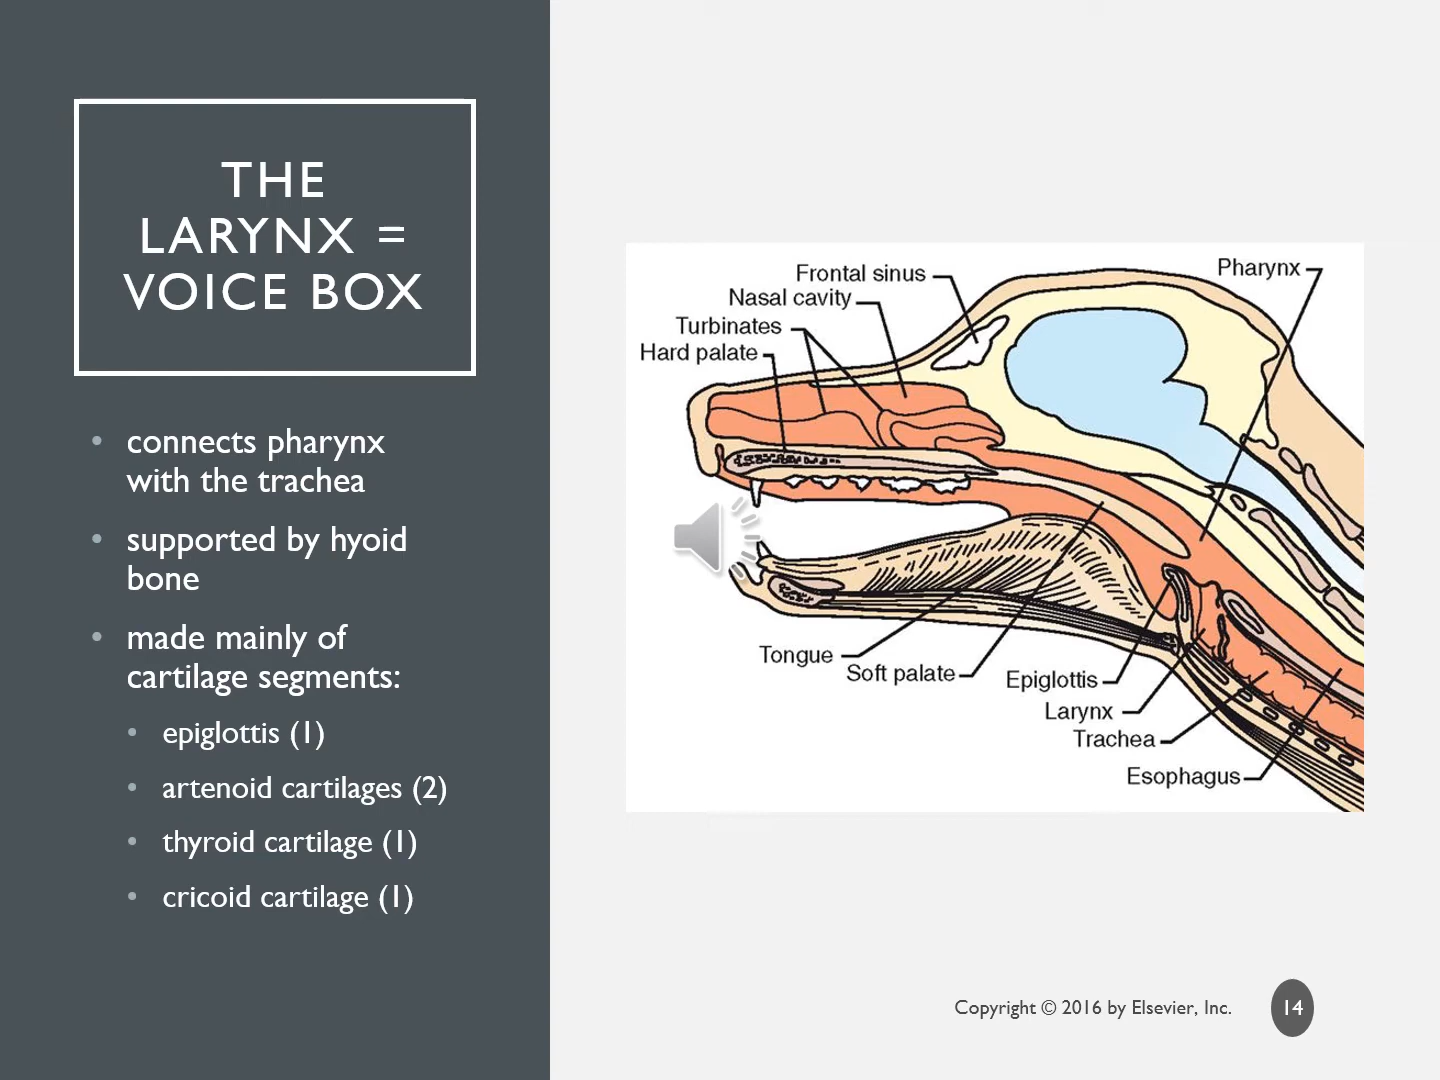 THE
LARYNX =
VOICE BOX
• connects pharynx
with the trachea
• supported by hyoid
bone
• made mainly of
cartilage segments:
• epiglottis (1)
• artenoid cartilages (2)
• thyroid cartilage (1)
• cricoid cartilage (1)
Frontal sinus
Nasal cavity
Turbinates
Hard palate
Pharynx
Tongue
Soft palate
Epiglottis
Larynx
Trachea
Esophagus
Copyright © 2016 by Elsevier, Inc.
14